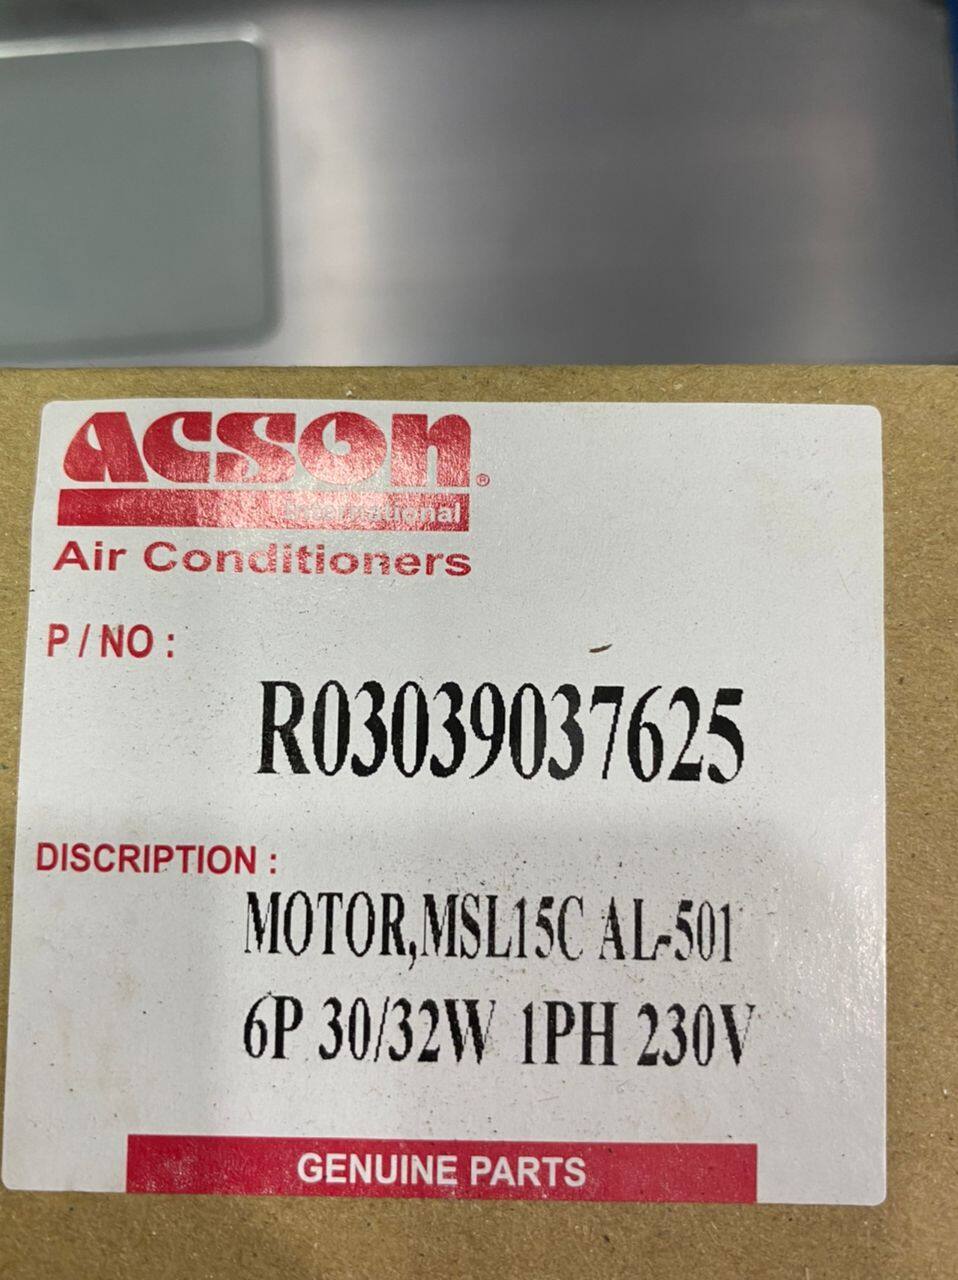 ACSON®
International
Air Conditioners
P / NO :
R03039037625
DISCRIPTION :
MOTOR,MSL15C AL-501
6P 30/32W 1PH 230V
GENUINE PARTS